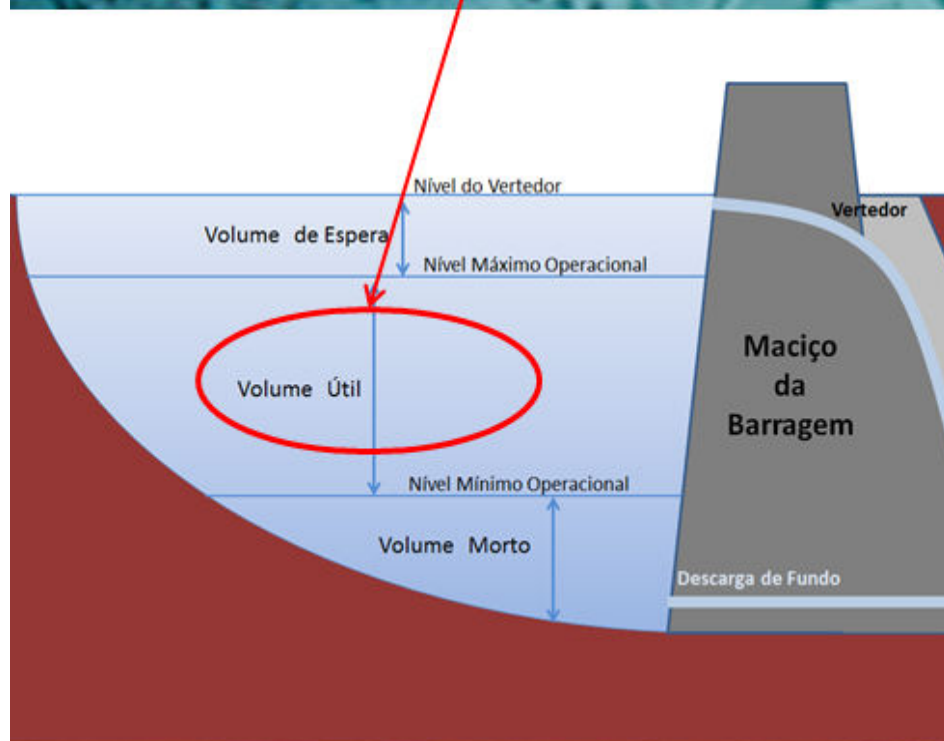 Nível do Vertedor
Vertedor
Volume de Espera
Nível Máximo Operacional
Maciço
da
Barragem
Volume Útil
Nível Mínimo Operacional
Volume Morto
Descarga de Fundo